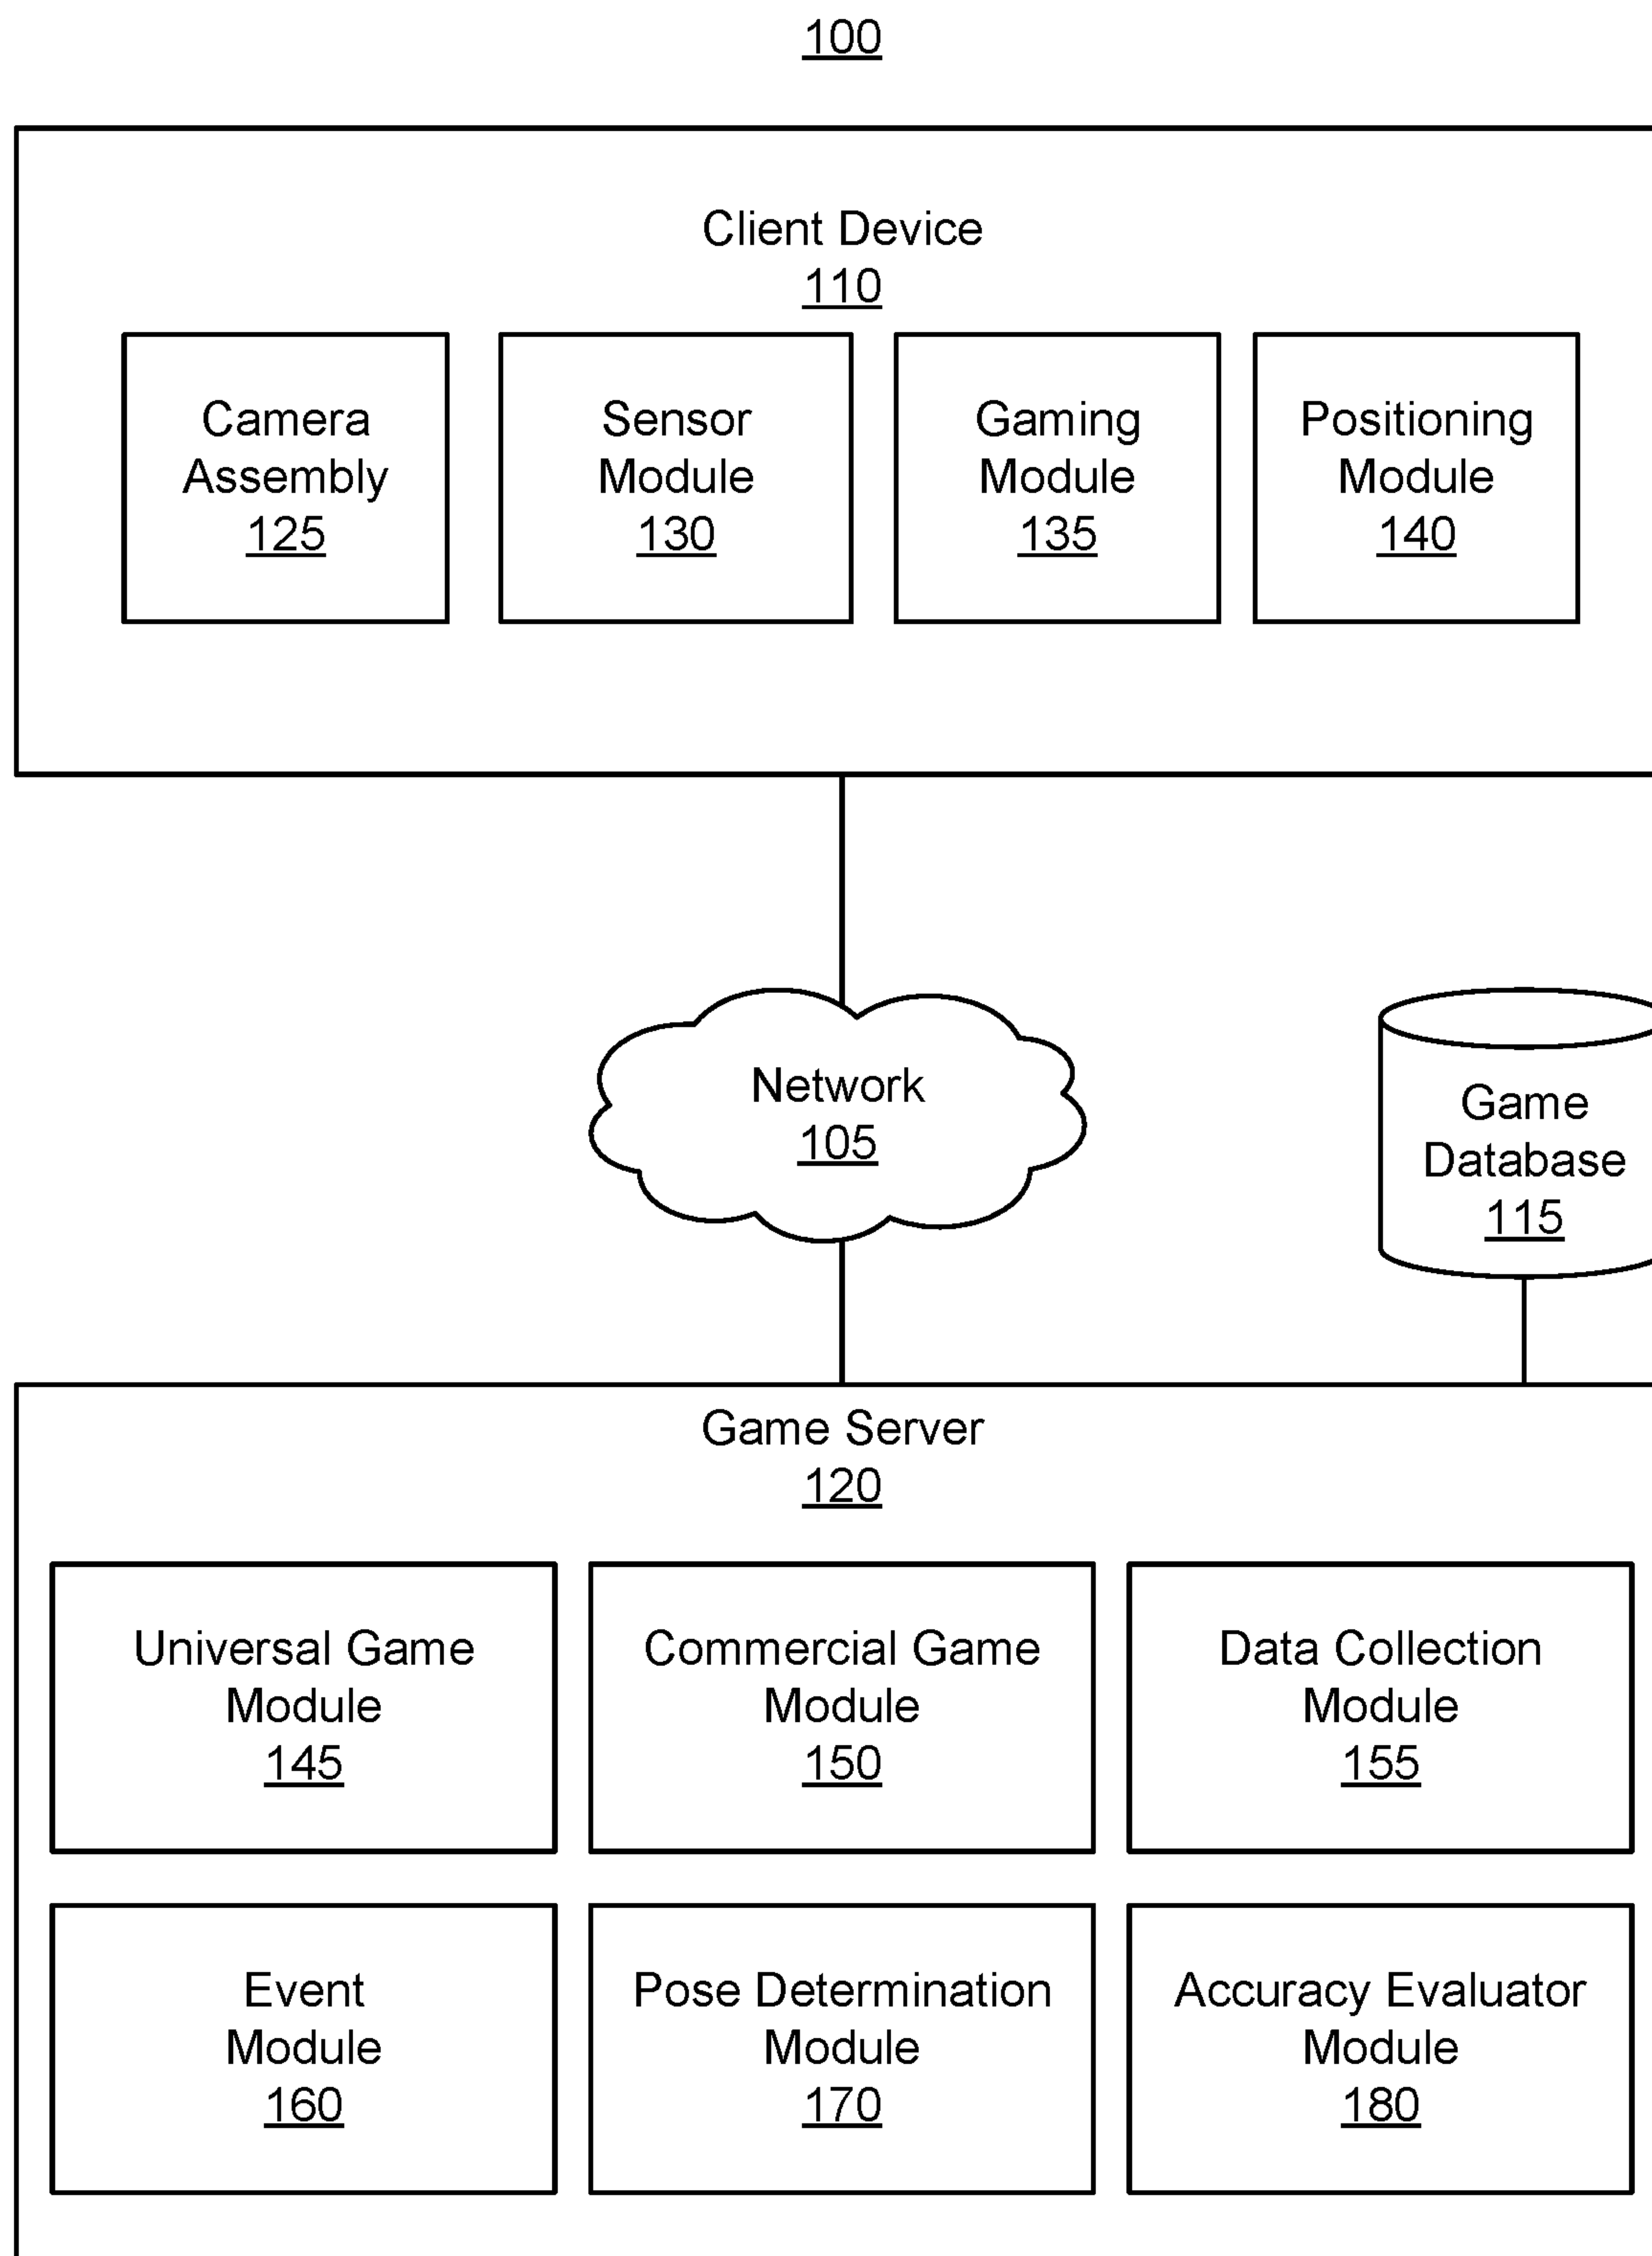 100
Client Device
110
Camera
Assembly
125
Sensor
Module
130
Gaming
Module
135
Positioning
Module
140
Network
105
Game
Database
115
Game Server
120
Universal Game
Module
145
Commercial Game
Module
150
Data Collection
Module
155
Event
Module
160
Pose Determination
Module
170
Accuracy Evaluator
Module
180